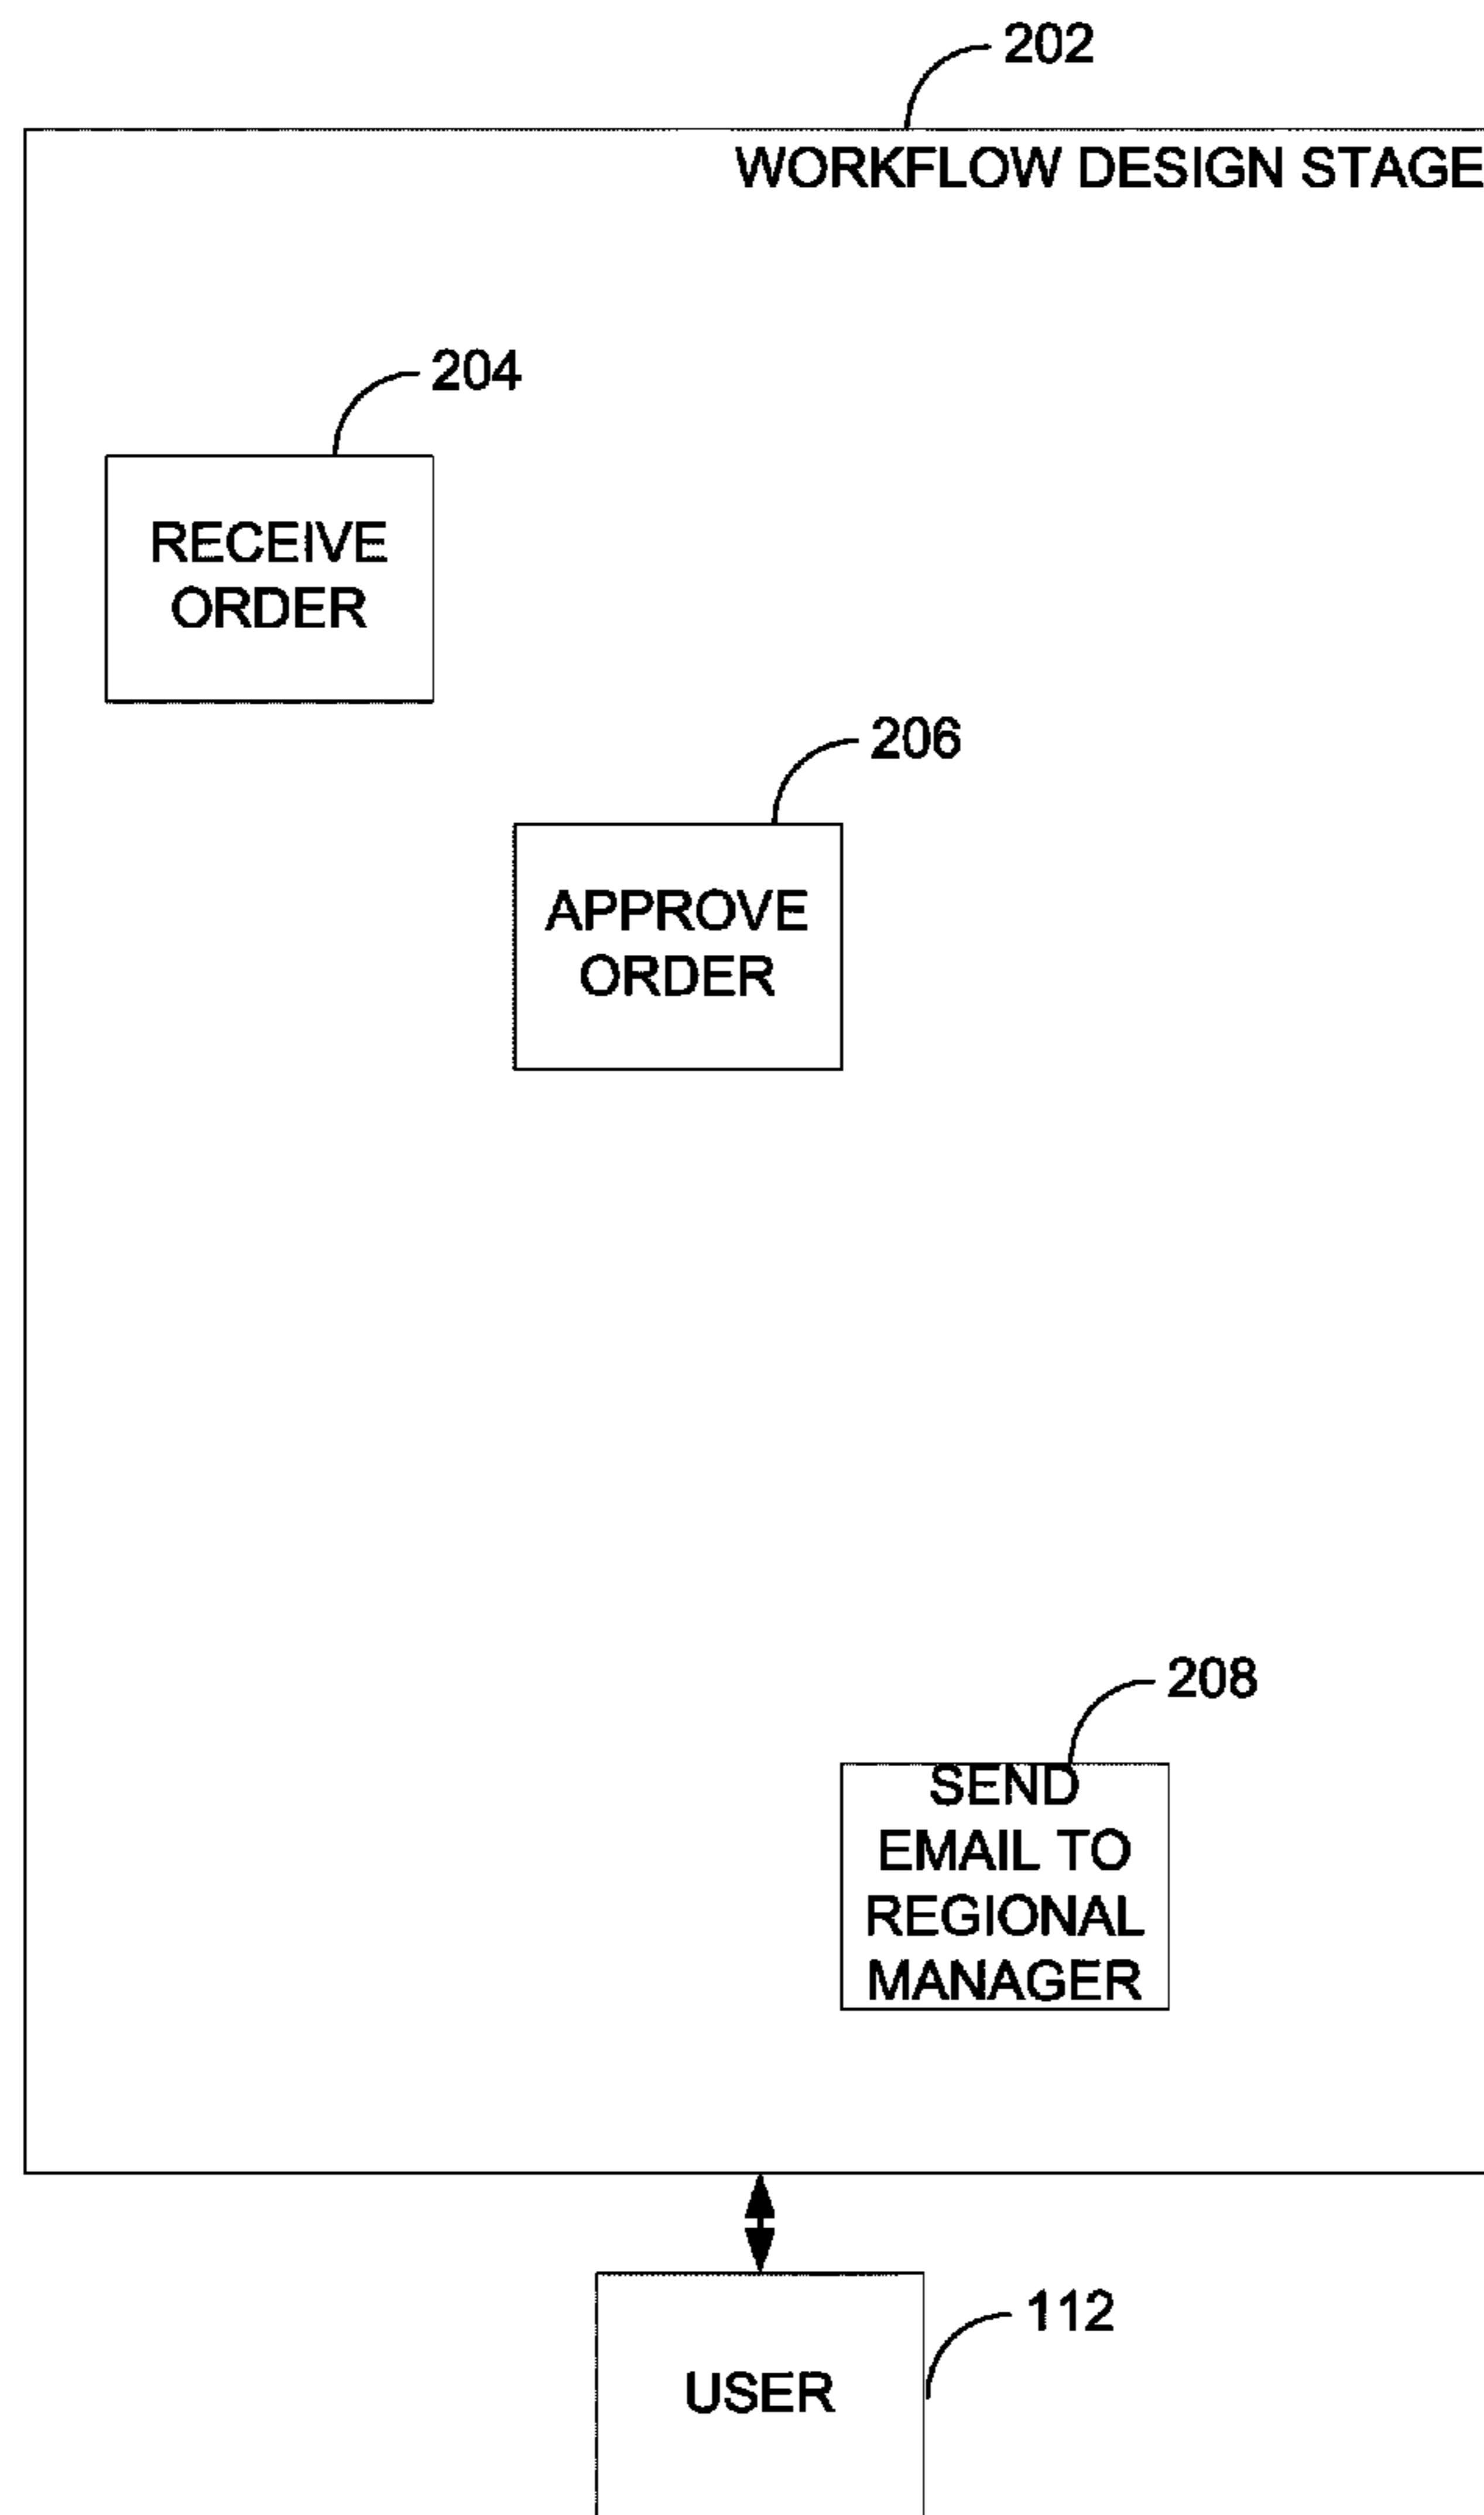 202
WORKFLOW DESIGN STAGE
204
RECEIVE
ORDER
206
APPROVE
ORDER
208
SEND
EMAIL TO
REGIONAL
MANAGER
112
USER